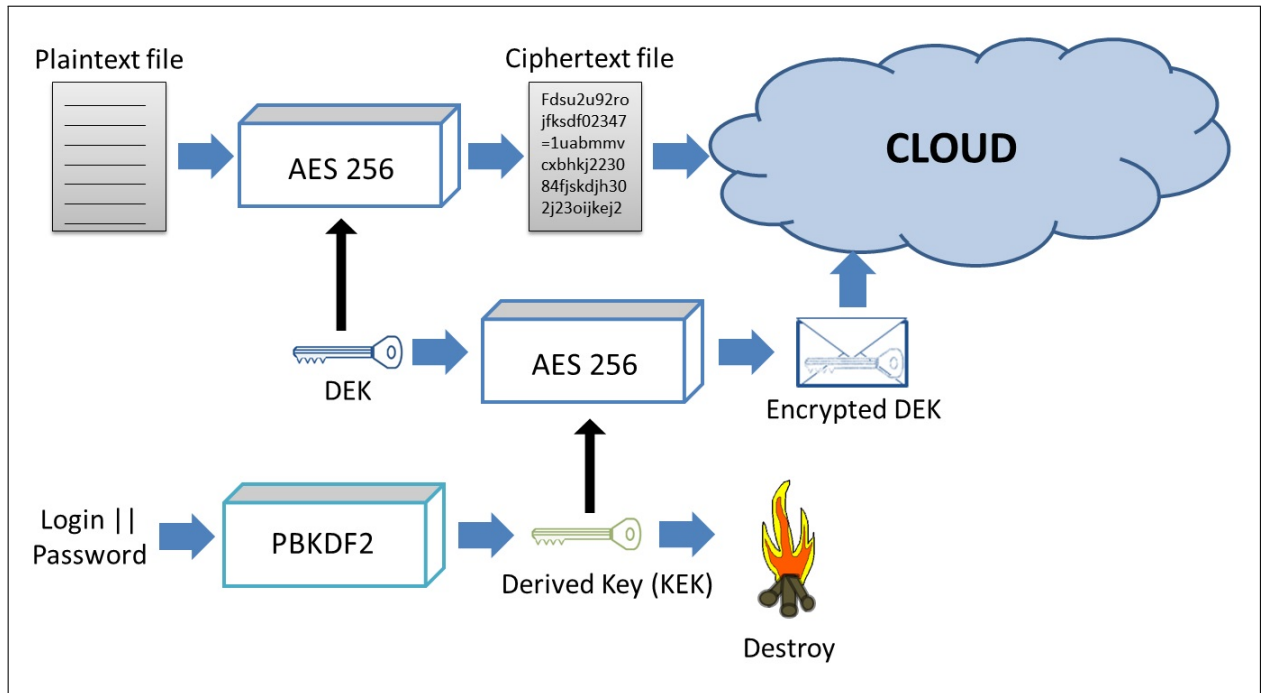 Plaintext file
Ciphertext file
Fdsu2u92ro
jfksdf02347
=1uabmmv
cxbhkj2230
84fjskdjh30
2j23oijkej2
AES 256
CLOUD
DEK
AES 256
Encrypted DEK
Login ||
Password
PBKDF2
Derived Key (KEK)
Destroy